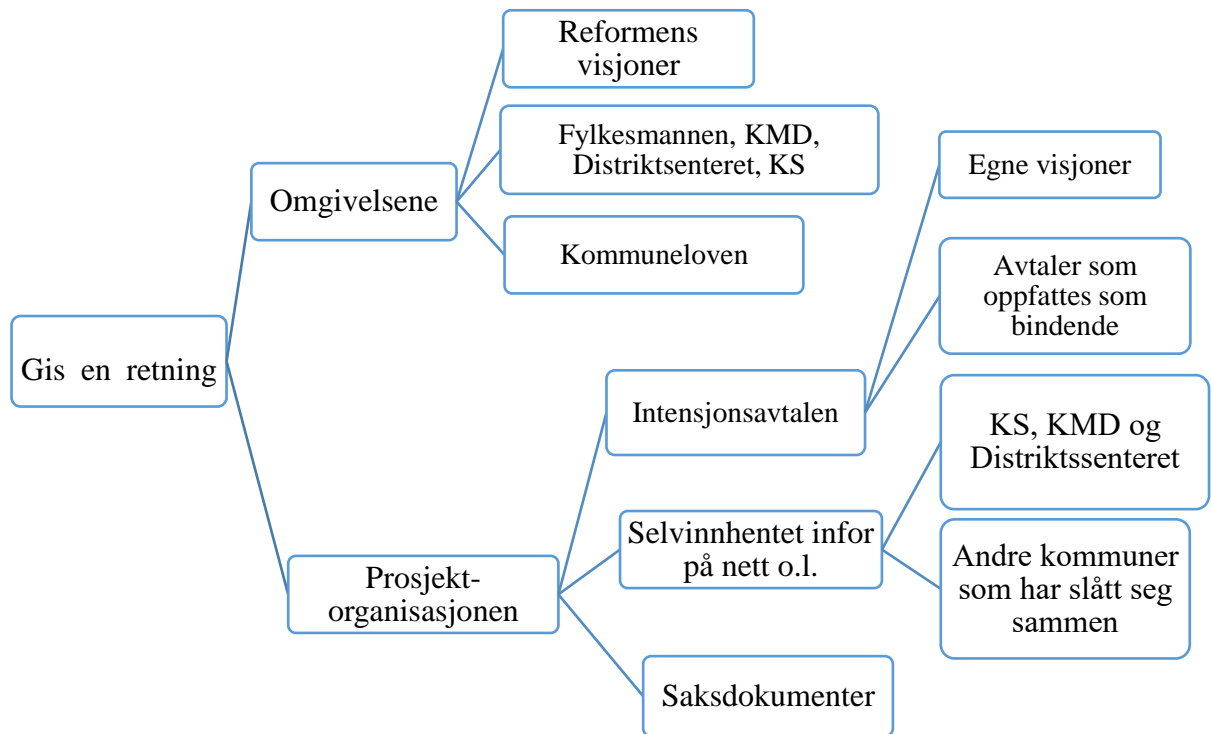 Reformens
visjoner
Fylkesmannen, KMD,
Distriktsenteret, KS
Egne visjoner
Omgivelsene
Kommuneloven
Avtaler som
oppfattes som
bindende
Gis en retning
Intensjonsavtalen
KS, KMD og
Distriktssenteret
Selvinnhentet infor
på nett o.l.
Prosjekt-
organisasjonen
Andre kommuner
som har slått seg
sammen
Saksdokumenter